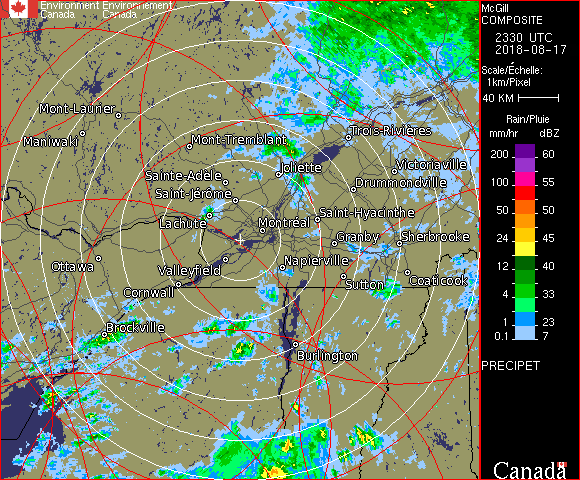 Environment Environnement
Canada Canada
McGill
COMPOSITE
2330 UTC
2018-08-17
Scale/Échelle:
1km/Pixel
40 KM
Rain/Pluie
mm/hr dBZ
200 60
100 55
50 50
24 45
12 40
4 33
1 23
0.1 7
PRECIPET
Canada
Mont-Laurier
Maniwaki
Mont-Tremblant
Trois-Rivières
Joliette
Victoriaville
Sainte-Adèle
Drummondville
Saint-Jérôme
Saint-Hyacinthe
Lachute
Montréal
Granby
Sherbrooke
Ottawa
Valleyfield
Napierville
Cornwall
Sutton
Coaticook
Brockville
Burlington